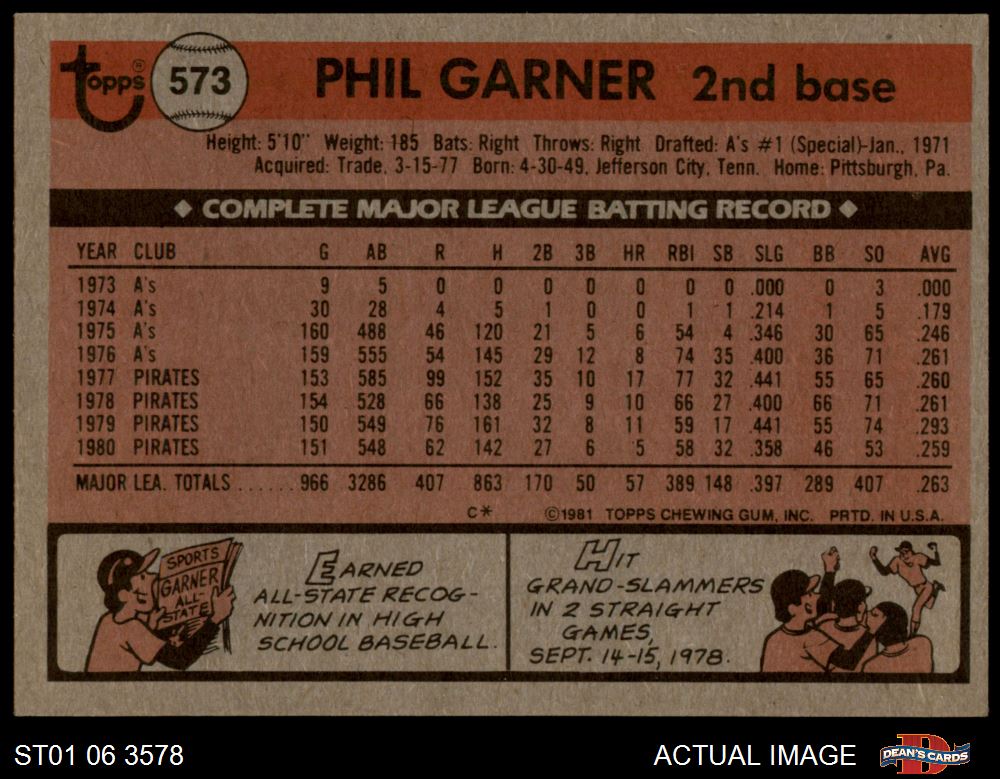 topps ® 573 PHIL GARNER 2nd base
Height: 5'10" Weight: 185 Bats: Right Throws: Right Drafted: A's #1 (Special)-Jan., 1971
Acquired: Trade, 3-15-77 Born: 4-30-49, Jefferson City, Tenn. Home: Pittsburgh, Pa.
◆ COMPLETE MAJOR LEAGUE BATTING RECORD ◆
YEAR CLUB G AB R H 2B 3B HR RBI SB SLG BB SO AVG
1973 A's 9 5 0 0 0 0 0 0 0 .000 0 3 .000
1974 A's 30 28 4 5 1 0 0 1 1 .214 1 5 .179
1975 A's 160 488 46 120 21 5 6 54 4 .346 30 65 .246
1976 A's 159 555 54 145 29 12 8 74 35 .400 36 71 .261
1977 PIRATES 153 585 99 152 35 10 17 77 32 .441 55 65 .260
1978 PIRATES 154 528 66 138 25 9 10 66 27 .400 66 71 .261
1979 PIRATES 150 549 76 161 32 8 11 59 17 .441 55 74 .293
1980 PIRATES 151 548 62 142 27 6 5 58 32 .358 46 53 .259
MAJOR LEA. TOTALS ...... 966 3286 407 863 170 50 57 389 148 .397 289 407 .263
C* ©1981 TOPPS CHEWING GUM, INC. PRTD. IN U.S.A.
SPORTS
GARNER
ALL-
STATE
EARNED
ALL-STATE RECOG-
NITION IN HIGH
SCHOOL BASEBALL.
HIT
GRAND-SLAMMERS
IN 2 STRAIGHT
GAMES,
SEPT. 14-15, 1978.
ST01 06 3578 ACTUAL IMAGE DEAN'S CARDS